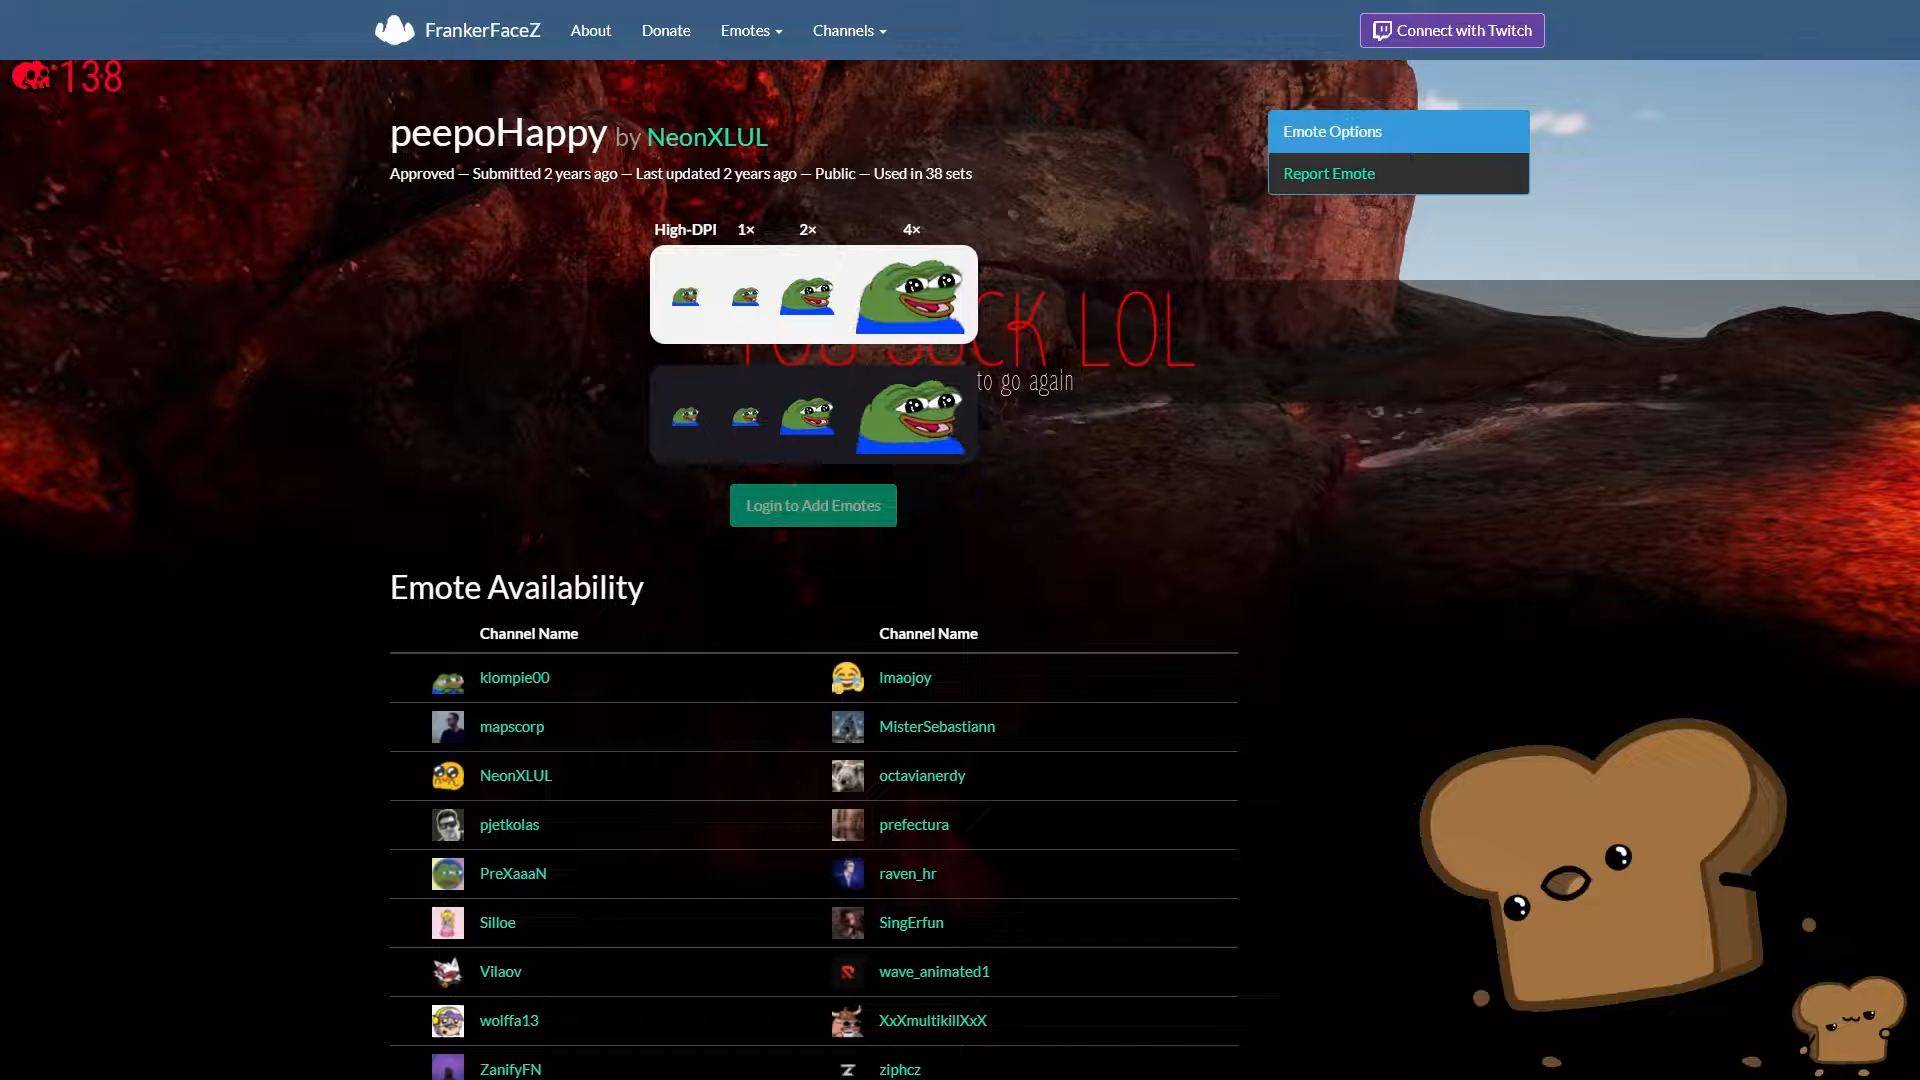 FrankerFaceZ About Donate Emotes Channels Connect with Twitch
138
peepoHappy by NeonXLUL
Approved — Submitted 2 years ago — Last updated 2 years ago — Public — Used in 38 sets
Emote Options
Report Emote
High-DPI 1× 2× 4×
YOU SUCK LOL
to go again
Login to Add Emotes
Emote Availability
Channel Name Channel Name
klompie00 lmaojoy
mapscorp MisterSebastiann
NeonXLUL octavianerdy
pjetkolas prefectura
PreXaaaN raven_hr
Silloe SingErfun
Vilaov wave_animated1
wolffa13 XxXmultikillXxX
ZanifyFN ziphcz